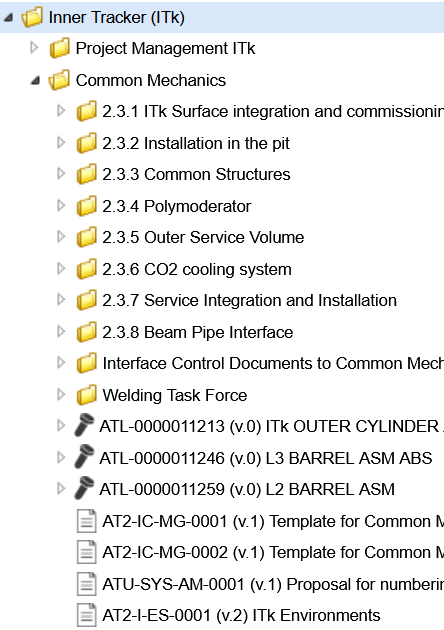 Inner Tracker (ITk)
Project Management ITk
Common Mechanics
2.3.1 ITk Surface integration and commissionin
2.3.2 Installation in the pit
2.3.3 Common Structures
2.3.4 Polymoderator
2.3.5 Outer Service Volume
2.3.6 CO2 cooling system
2.3.7 Service Integration and Installation
2.3.8 Beam Pipe Interface
Interface Control Documents to Common Mech
Welding Task Force
ATL-0000011213 (v.0) ITk OUTER CYLINDER
ATL-0000011246 (v.0) L3 BARREL ASM ABS
ATL-0000011259 (v.0) L2 BARREL ASM
AT2-IC-MG-0001 (v.1) Template for Common M
AT2-IC-MG-0002 (v.1) Template for Common M
ATU-SYS-AM-0001 (v.1) Proposal for numberin
AT2-I-ES-0001 (v.2) ITk Environments